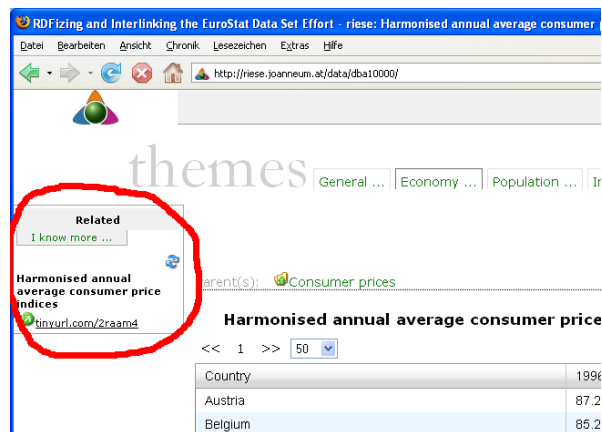 RDFizing and Interlinking the EuroStat Data Set Effort - riese: Harmonised annual average consumer
Datei Bearbeiten Ansicht Chronik Lesezeichen Extras Hilfe
http://riese.joanneum.at/data/dba10000/
themes
General ... Economy ... Population ...
Related
I know more ...
Harmonised annual
average consumer price
indices
tinyurl.com/2raam4
arent(s): Consumer prices
Harmonised annual average consumer price
<< 1 >> 50
Country 1996
Austria 87.2
Belgium 85.2